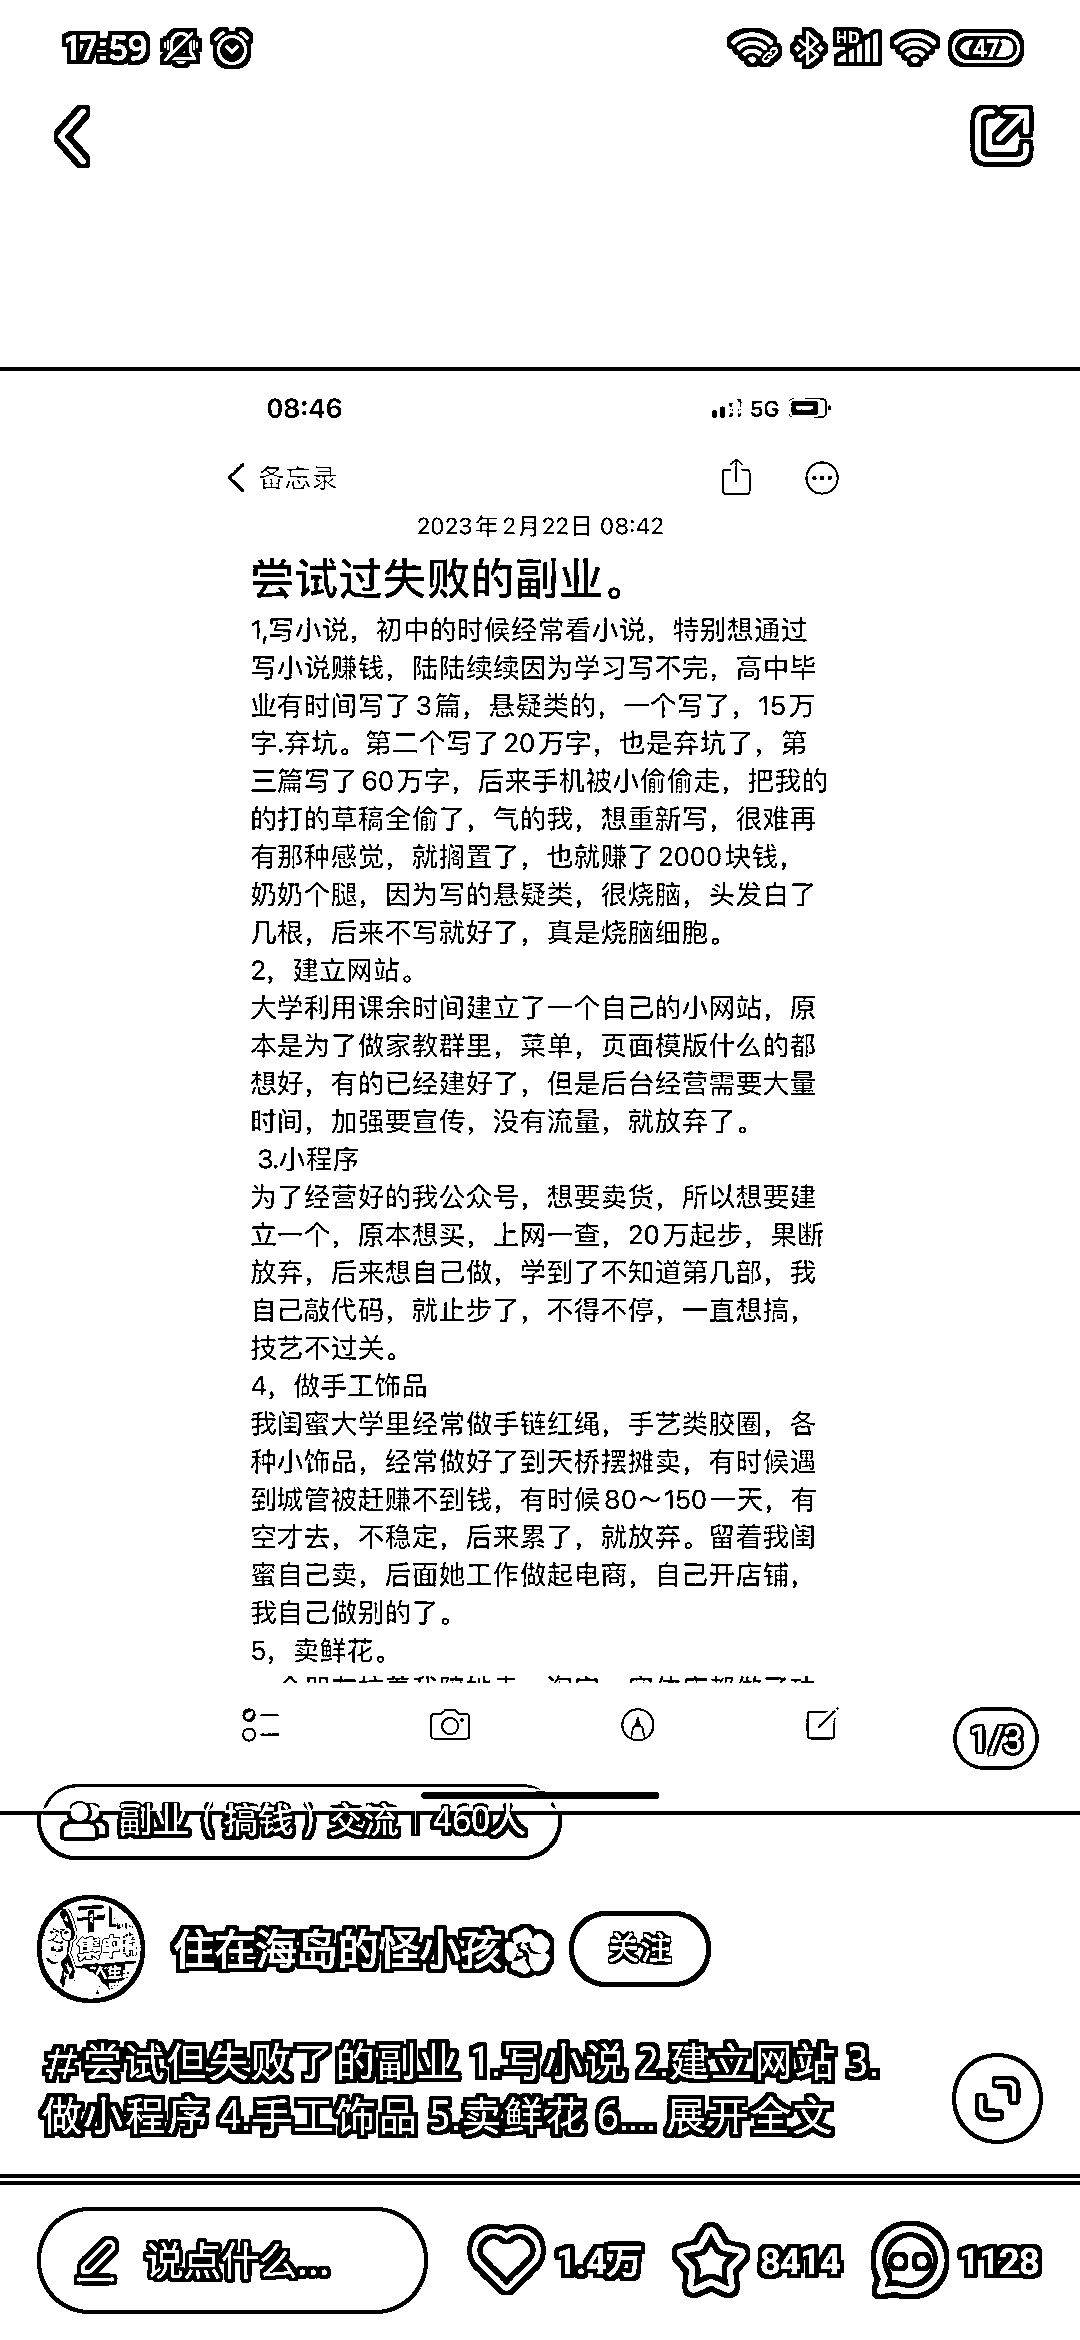 17:59
HD
47
08:46
5G
备忘录
2023年2月22日 08:42
尝试过失败的副业。
1,写小说，初中的时候经常看小说，特别想通过
写小说赚钱，陆陆续续因为学习写不完，高中毕
业有时间写了3篇，悬疑类的，一个写了，15万
字.弃坑。第二个写了20万字，也是弃坑了，第
三篇写了60万字，后来手机被小偷偷走，把我的
的打的草稿全偷了，气的我，想重新写，很难再
有那种感觉，就搁置了，也就赚了2000块钱，
奶奶个腿，因为写的悬疑类，很烧脑，头发白了
几根，后来不写就好了，真是烧脑细胞。
2，建立网站。
大学利用课余时间建立了一个自己的小网站，原
本是为了做家教群里，菜单，页面模版什么的都
想好，有的已经建好了，但是后台经营需要大量
时间，加强要宣传，没有流量，就放弃了。
3.小程序
为了经营好的我公众号，想要卖货，所以想要建
立一个，原本想买，上网一查，20万起步，果断
放弃，后来想自己做，学到了不知道第几部，我
自己敲代码，就止步了，不得不停，一直想搞，
技艺不过关。
4，做手工饰品
我闺蜜大学里经常做手链红绳，手艺类胶圈，各
种小饰品，经常做好了到天桥摆摊卖，有时候遇
到城管被赶赚不到钱，有时候80～150一天，有
空才去，不稳定，后来累了，就放弃。留着我闺
蜜自己卖，后面她工作做起电商，自己开店铺，
我自己做别的了。
5，卖鲜花。
1/3
副业（搞钱）交流 | 460人
住在海岛的怪小孩
关注
#尝试但失败了的副业 1.写小说 2.建立网站 3.
做小程序 4.手工饰品 5.卖鲜花 6.... 展开全文
说点什么...
1.4万
8414
1128